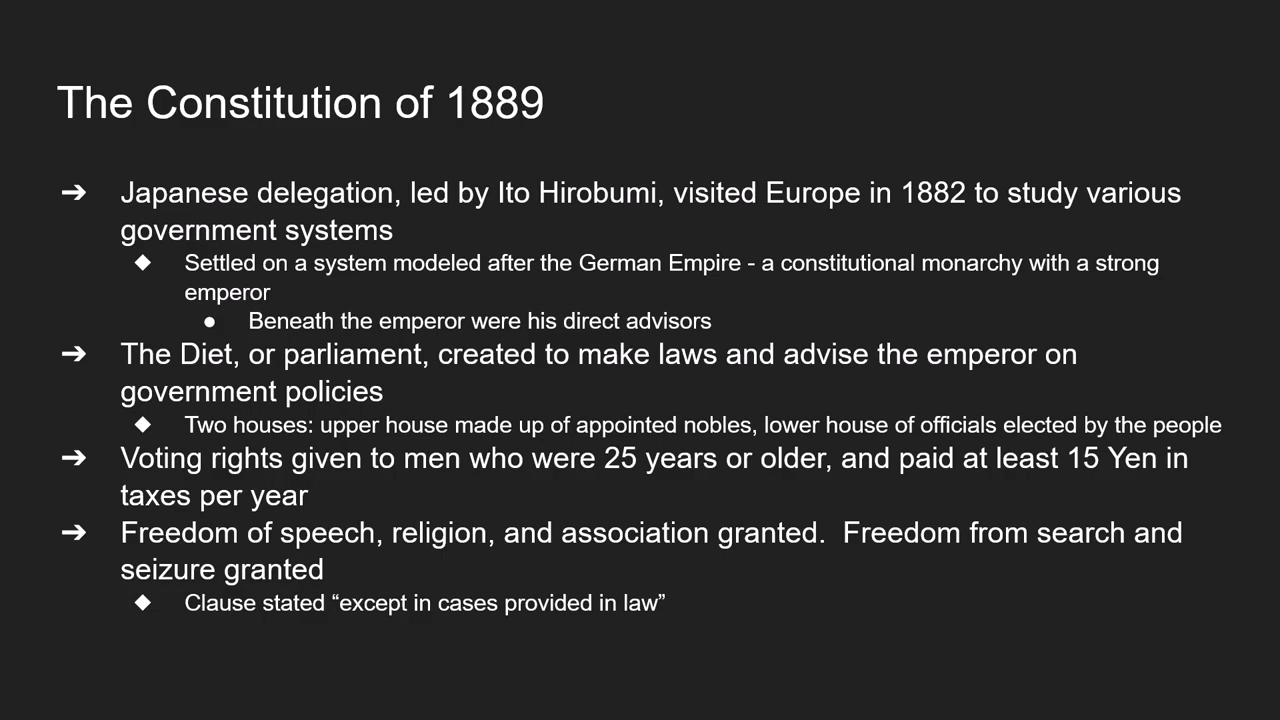 The Constitution of 1889
➔ Japanese delegation, led by Ito Hirobumi, visited Europe in 1882 to study various
government systems
◆ Settled on a system modeled after the German Empire - a constitutional monarchy with a strong
emperor
● Beneath the emperor were his direct advisors
➔ The Diet, or parliament, created to make laws and advise the emperor on
government policies
◆ Two houses: upper house made up of appointed nobles, lower house of officials elected by the people
➔ Voting rights given to men who were 25 years or older, and paid at least 15 Yen in
taxes per year
➔ Freedom of speech, religion, and association granted.  Freedom from search and
seizure granted
◆ Clause stated “except in cases provided in law”